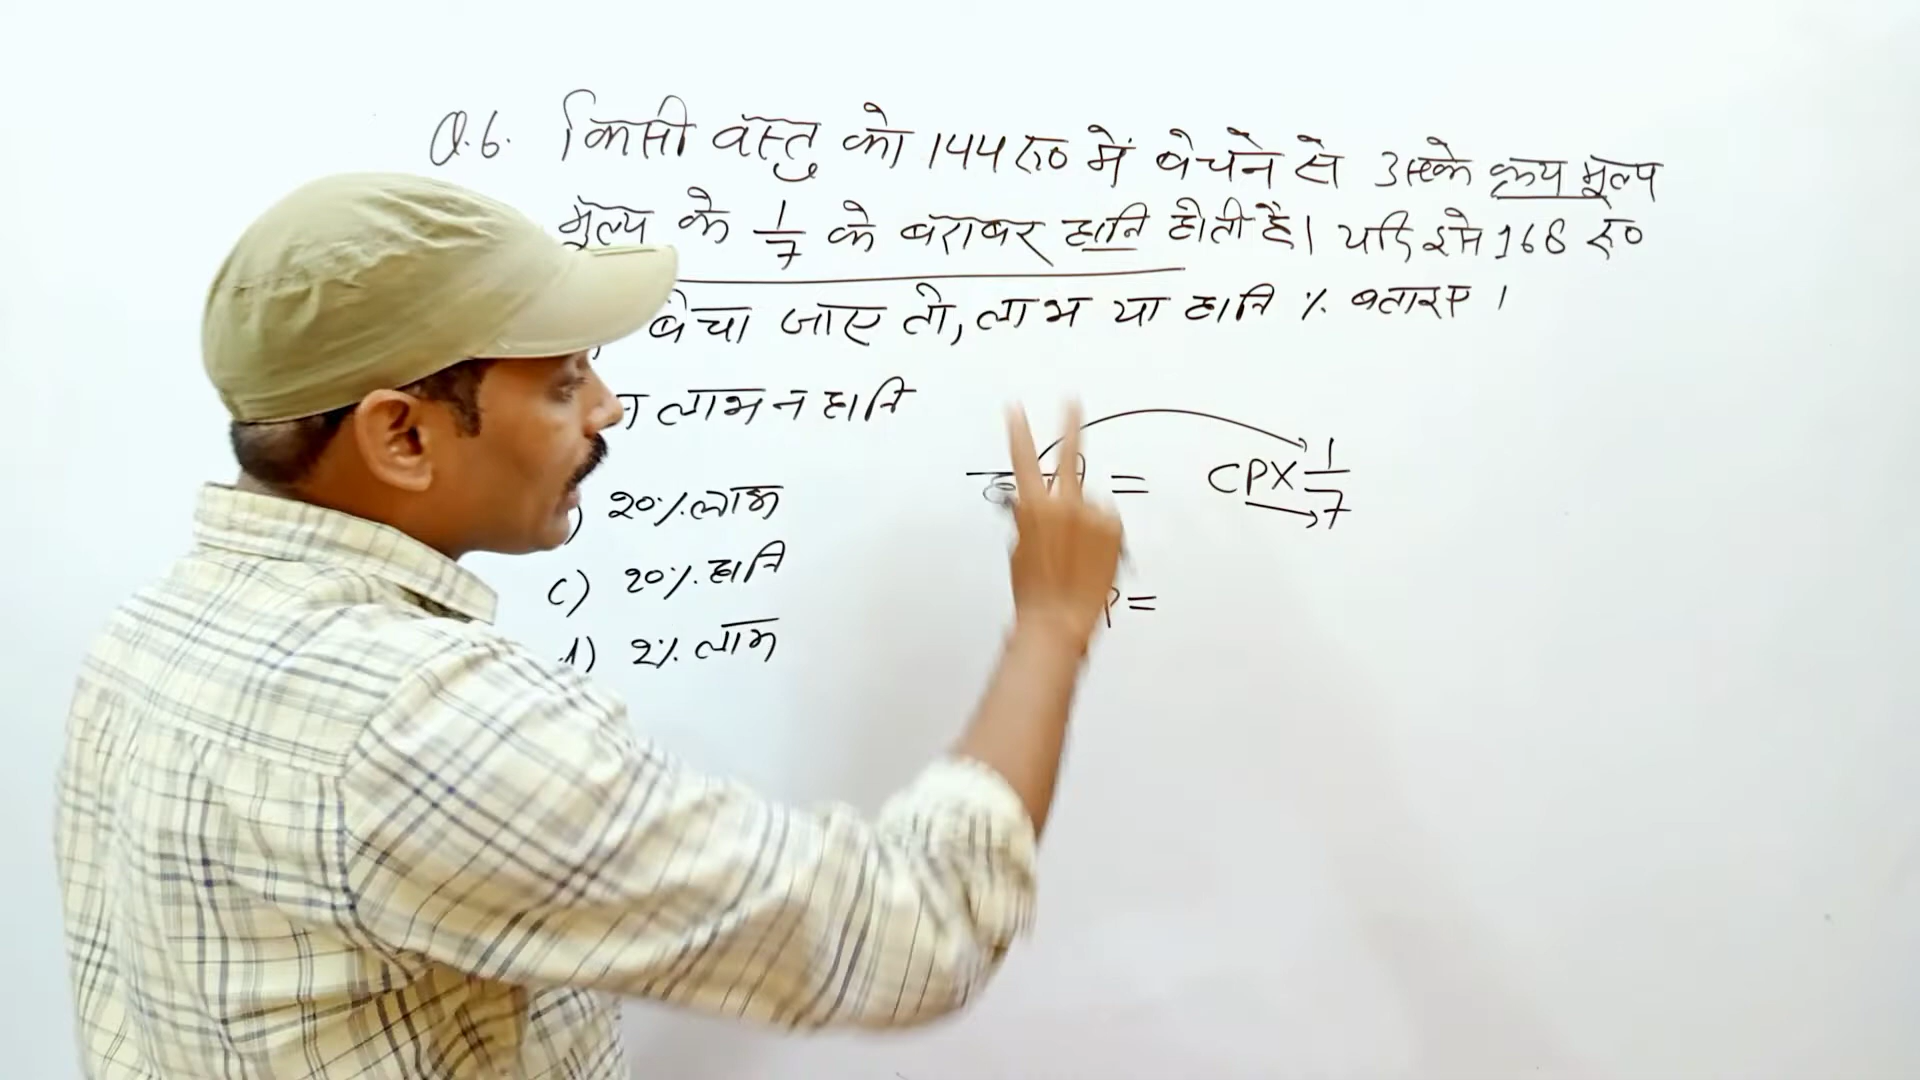 Q.6. किसी वस्तु को 144 रु० में बेचने से उसके क्रय मूल्य
मूल्य के 1/7 के बराबर हानि होती है। यदि इसे 168 रु०
बेचा जाए तो, लाभ या हानि % बताइए।
न लाभ न हानि
) 20% लाभ
c) 20% हानि
d) 2% लाभ
= CP X 1/7
P =